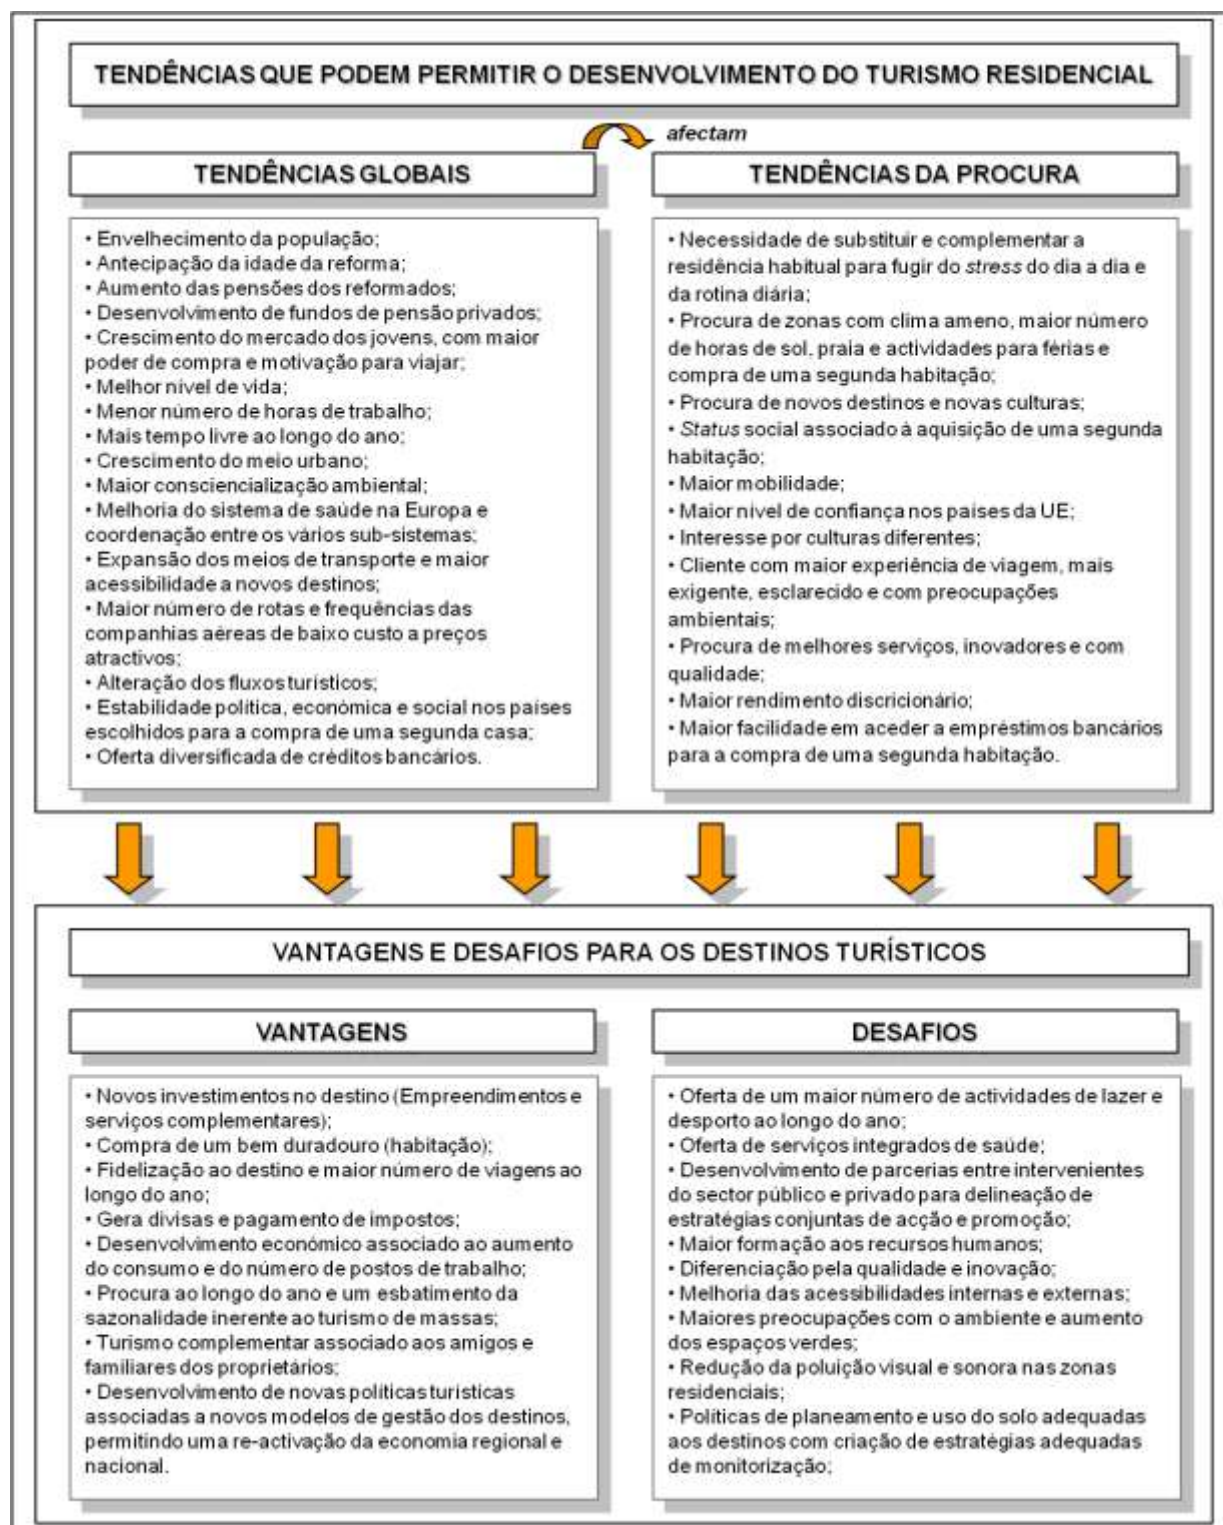 TENDÊNCIAS QUE PODEM PERMITIR O DESENVOLVIMENTO DO TURISMO RESIDENCIAL
afectam
TENDÊNCIAS GLOBAIS
• Envelhecimento da população;
• Antecipação da idade da reforma;
• Aumento das pensões dos reformados;
• Desenvolvimento de fundos de pensão privados;
• Crescimento do mercado dos jovens, com maior
poder de compra e motivação para viajar;
• Melhor nível de vida;
• Menor número de horas de trabalho;
• Mais tempo livre ao longo do ano;
• Crescimento do meio urbano;
• Maior consciencialização ambiental;
• Melhoria do sistema de saúde na Europa e
coordenação entre os vários sub-sistemas;
• Expansão dos meios de transporte e maior
acessibilidade a novos destinos;
• Maior número de rotas e frequências das
companhias aéreas de baixo custo a preços
atractivos;
• Alteração dos fluxos turísticos;
• Estabilidade política, económica e social nos países
escolhidos para a compra de uma segunda casa;
• Oferta diversificada de créditos bancários.
TENDÊNCIAS DA PROCURA
• Necessidade de substituir e complementar a
residência habitual para fugir do stress do dia a dia e
da rotina diária;
• Procura de zonas com clima ameno, maior número
de horas de sol, praia e actividades para férias e
compra de uma segunda habitação;
• Procura de novos destinos e novas culturas;
• Status social associado à aquisição de uma segunda
habitação;
• Maior mobilidade;
• Maior nível de confiança nos países da UE;
• Interesse por culturas diferentes;
• Cliente com maior experiência de viagem, mais
exigente, esclarecido e com preocupações
ambientais;
• Procura de melhores serviços, inovadores e com
qualidade;
• Maior rendimento discricionário;
• Maior facilidade em aceder a empréstimos bancários
para a compra de uma segunda habitação.
VANTAGENS E DESAFIOS PARA OS DESTINOS TURÍSTICOS
VANTAGENS
• Novos investimentos no destino (Empreendimentos e
serviços complementares);
• Compra de um bem duradouro (habitação);
• Fidelização ao destino e maior número de viagens ao
longo do ano;
• Gera divisas e pagamento de impostos;
• Desenvolvimento económico associado ao aumento
do consumo e do número de postos de trabalho;
• Procura ao longo do ano e um esbatimento da
sazonalidade inerente ao turismo de massas;
• Turismo complementar associado aos amigos e
familiares dos proprietários;
• Desenvolvimento de novas políticas turísticas
associadas a novos modelos de gestão dos destinos,
permitindo uma re-activação da economia regional e
nacional.
DESAFIOS
• Oferta de um maior número de actividades de lazer e
desporto ao longo do ano;
• Oferta de serviços integrados de saúde;
• Desenvolvimento de parcerias entre intervenientes
do sector público e privado para delineação de
estratégias conjuntas de acção e promoção;
• Maior formação aos recursos humanos;
• Diferenciação pela qualidade e inovação;
• Melhoria das acessibilidades internas e externas;
• Maiores preocupações com o ambiente e aumento
dos espaços verdes;
• Redução da poluição visual e sonora nas zonas
residenciais;
• Políticas de planeamento e uso do solo adequadas
aos destinos com criação de estratégias adequadas
de monitorização;